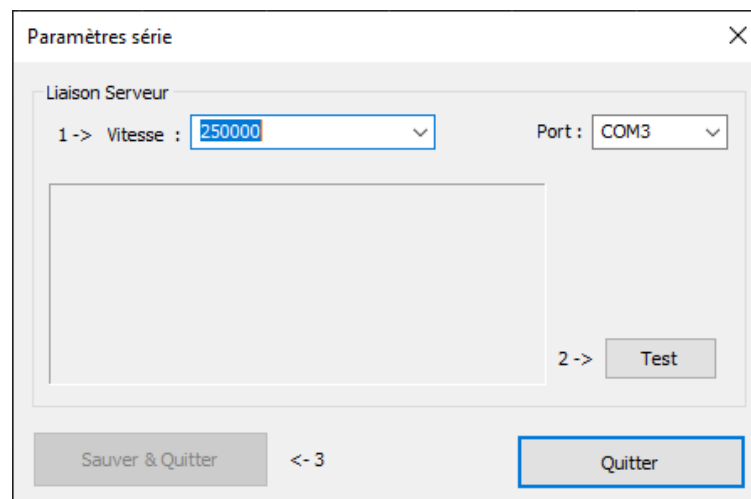 Paramètres série
Liaison Serveur
1 -> Vitesse : 250000 Port : COM3
2 -> Test
Sauver & Quitter <- 3 Quitter